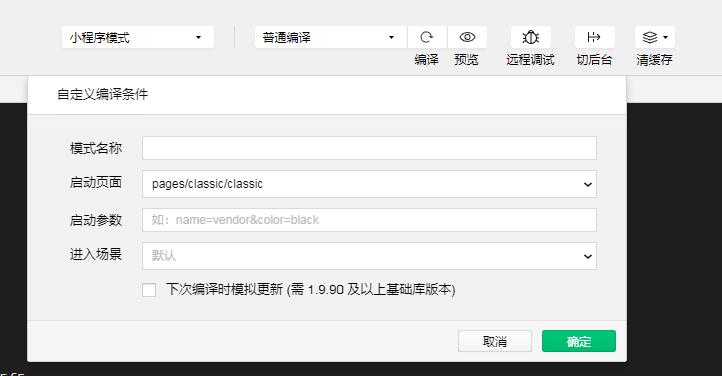 小程序模式 普通编译
编译 预览 远程调试 切后台 清缓存
自定义编译条件
模式名称
启动页面 pages/classic/classic
启动参数 如：name=vendor&color=black
进入场景 默认
下次编译时模拟更新 (需 1.9.90 及以上基础库版本)
取消 确定